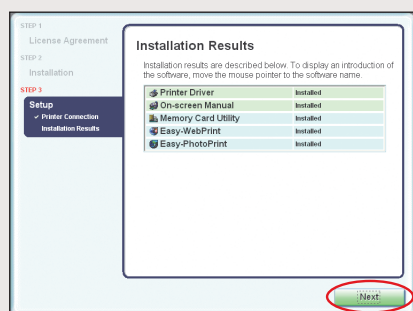 STEP 1
License Agreement
STEP 2
Installation
STEP 3
Setup
Printer Connection
Installation Results
Installation Results
Installation results are described below. To display an introduction of
the software, move the mouse pointer to the software name.
Printer Driver Installed
On-screen Manual Installed
Memory Card Utility Installed
Easy-WebPrint Installed
Easy-PhotoPrint Installed
Next